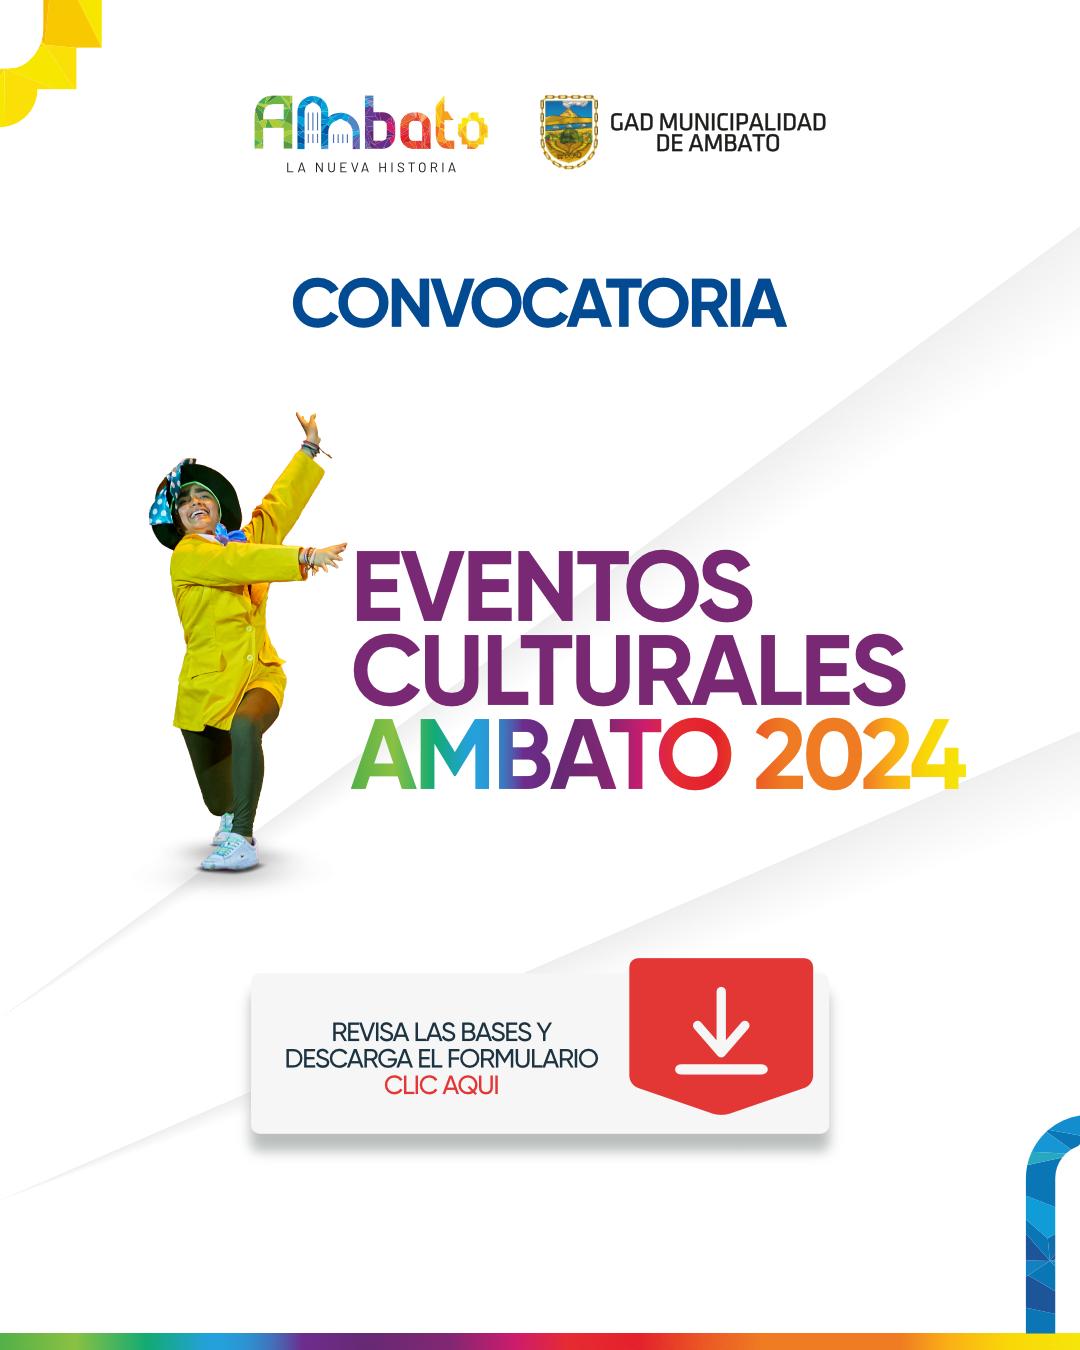 Ambato
LA NUEVA HISTORIA
GAD MUNICIPALIDAD
DE AMBATO
CONVOCATORIA
EVENTOS
CULTURALES
AMBATO 2024
REVISA LAS BASES Y
DESCARGA EL FORMULARIO
CLIC AQUI